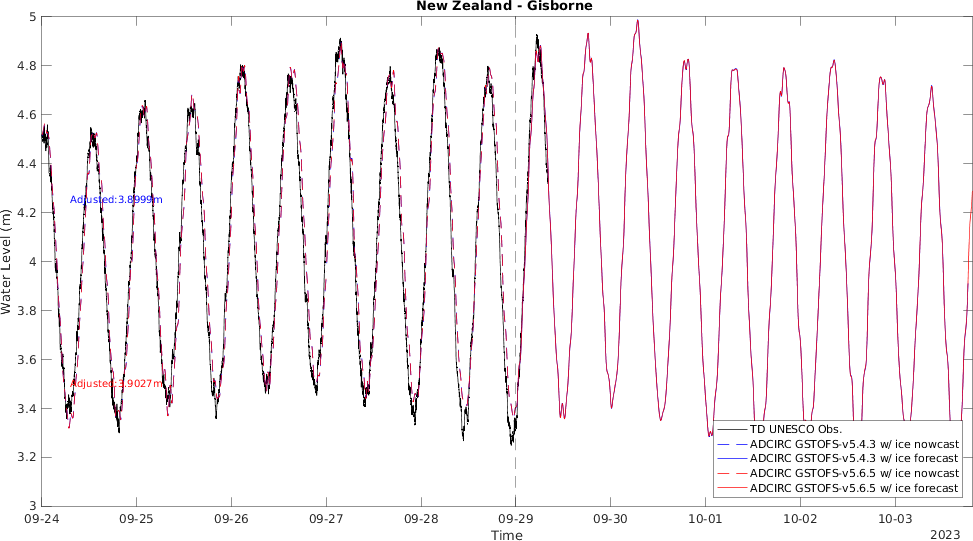 New Zealand - Gisborne
Water Level (m)
5
4.8
4.6
4.4
4.2
4
3.8
3.6
3.4
3.2
3
Adjusted:3.8999m
Adjusted:3.9027m
TD UNESCO Obs.
ADCIRC GSTOFS-v5.4.3 w/ ice nowcast
ADCIRC GSTOFS-v5.4.3 w/ ice forecast
ADCIRC GSTOFS-v5.6.5 w/ ice nowcast
ADCIRC GSTOFS-v5.6.5 w/ ice forecast
09-24 09-25 09-26 09-27 09-28 09-29 09-30 10-01 10-02 10-03
Time
2023